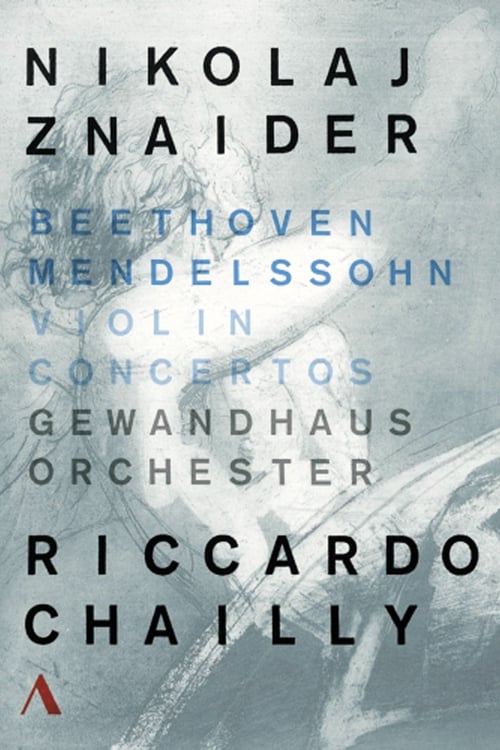 NIKOLAJ
ZNAIDER
BEETHOVEN
MENDELSSOHN
VIOLIN
CONCERTOS
GEWANDHAUS
ORCHESTER
RICCARDO
CHAILLY